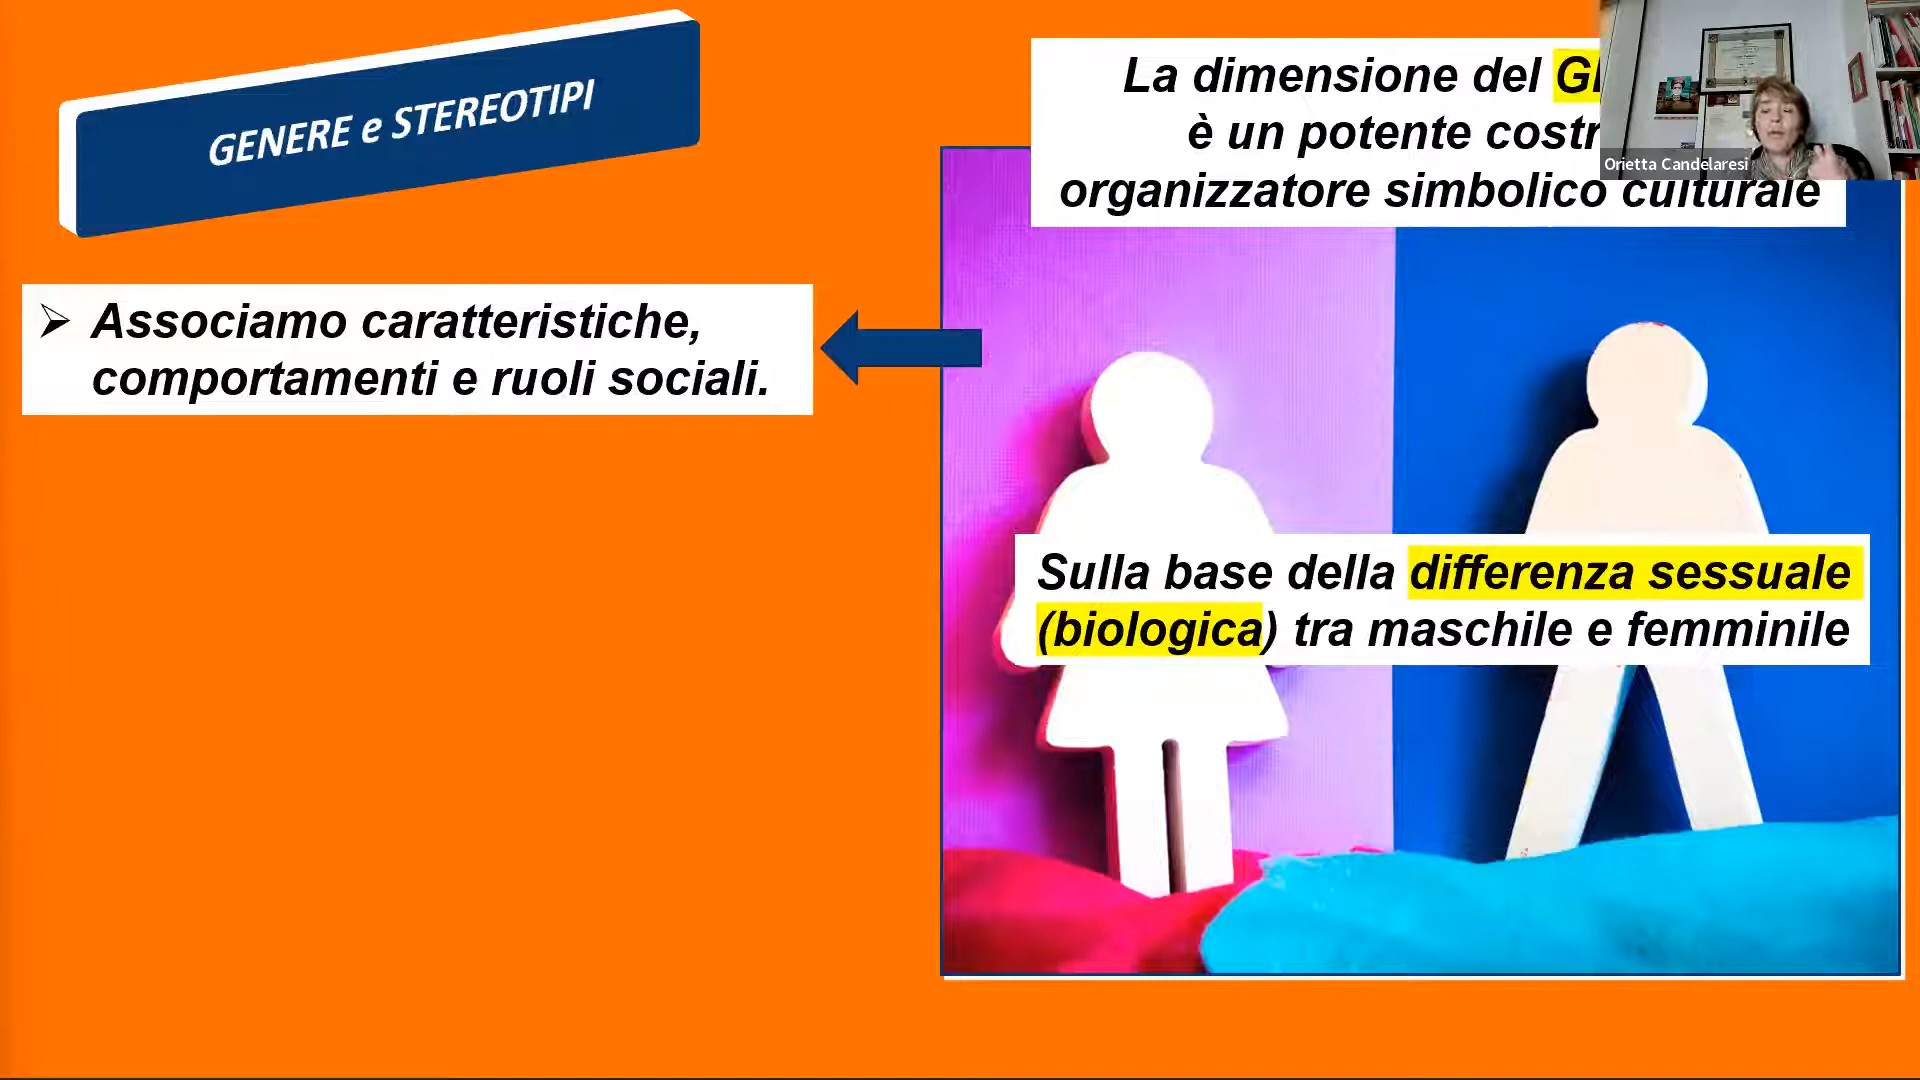 GENERE e STEREOTIPI
La dimensione del
è un potente
organizzatore simbolico culturale
Orietta Candelaresi
➢ Associamo caratteristiche,
comportamenti e ruoli sociali.
Sulla base della differenza sessuale
(biologica) tra maschile e femminile